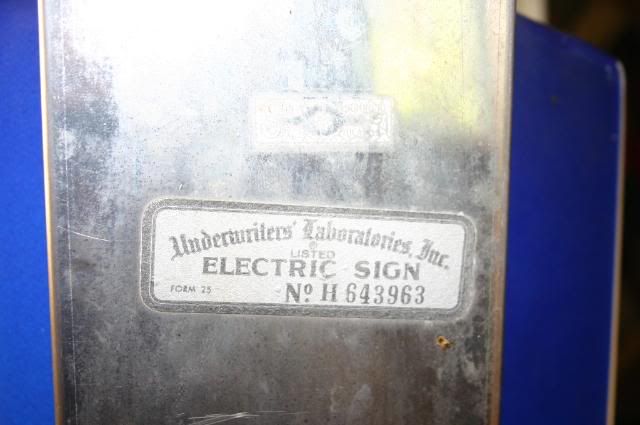 Underwriters' Laboratories, Inc.
®
LISTED
ELECTRIC SIGN
FORM 25 Nº H 643963